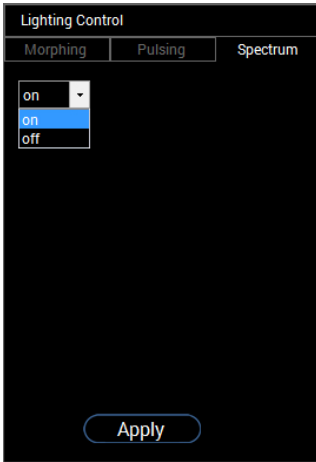 Lighting Control
Morphing Pulsing Spectrum
on
on
off
Apply